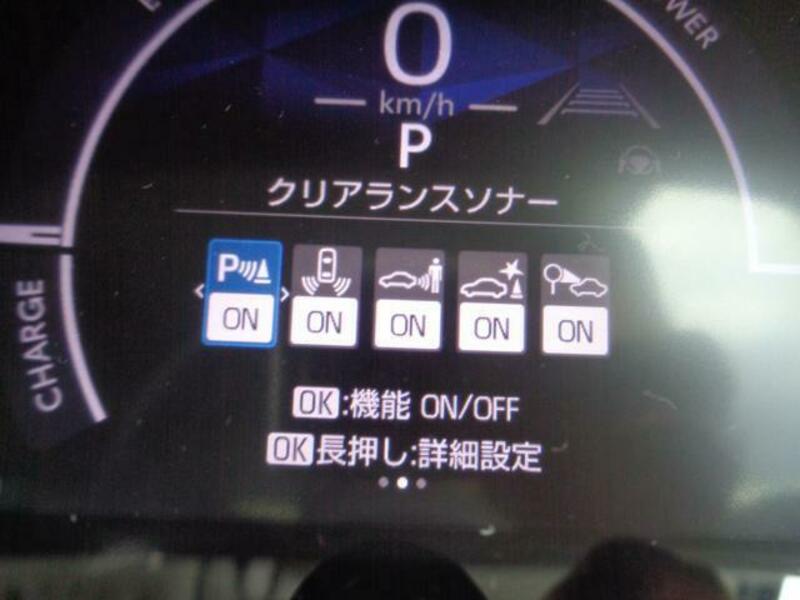 0
km/h
P
クリアランスソナー
P
ON ON ON ON ON
OK:機能 ON/OFF
OK長押し:詳細設定
CHARGE